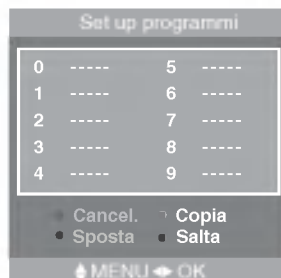 Set up programmi
0 ----- 5 -----
1 ----- 6 -----
2 ----- 7 -----
3 ----- 8 -----
4 ----- 9 -----
Cancel. Copia
Sposta Salta
MENU OK